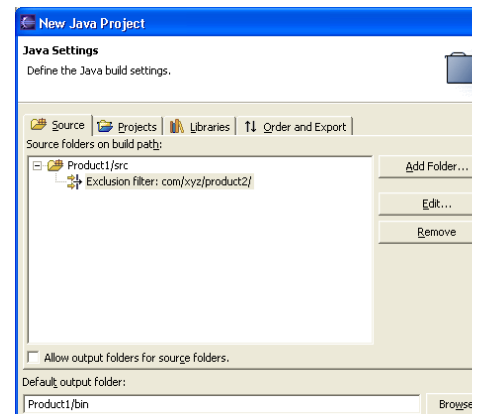 New Java Project
Java Settings
Define the Java build settings.
Source Projects Libraries Order and Export
Source folders on build path:
Product1/src
Exclusion filter: com/xyz/product2/
Add Folder...
Edit...
Remove
Allow output folders for source folders.
Default output folder:
Product1/bin
Browse